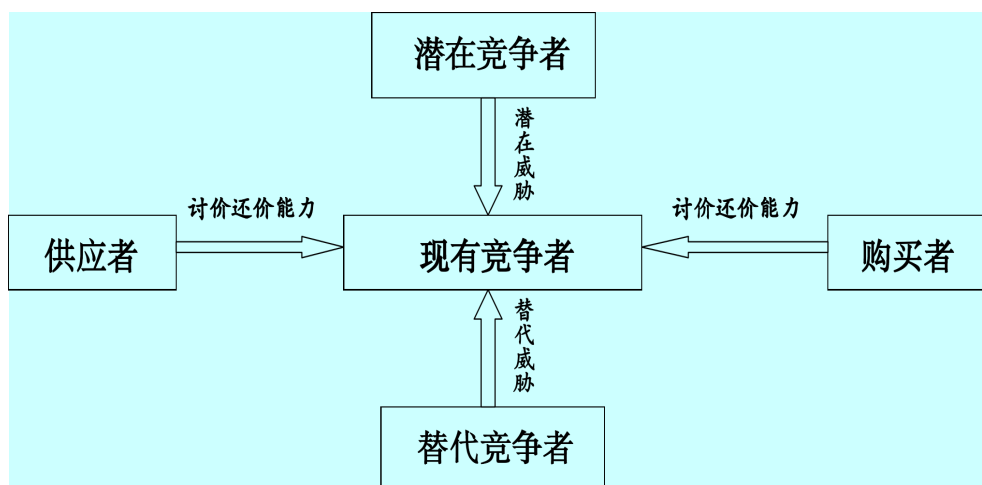 潜在竞争者
潜在威胁
讨价还价能力
讨价还价能力
供应者
现有竞争者
购买者
替代威胁
替代竞争者